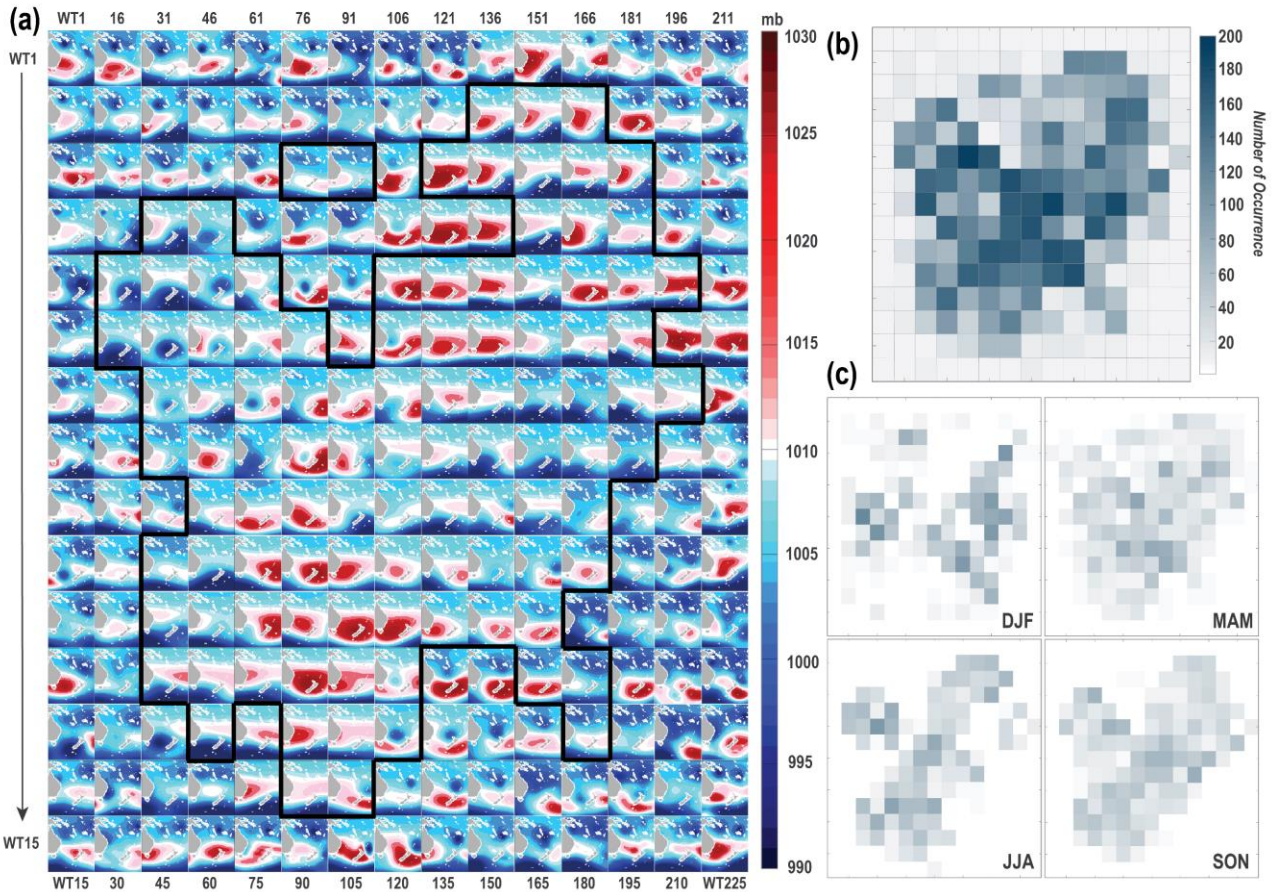 (a)
WT1 16 31 46 61 76 91 106 121 136 151 166 181 196 211
mb
WT1
WT15
1030
1025
1020
1015
1010
1005
1000
995
990
WT15 30 45 60 75 90 105 120 135 150 165 180 195 210 WT225
(b)
200
180
160
140
120
100
80
60
40
20
Number of Occurrence
(c)
DJF
MAM
JJA
SON